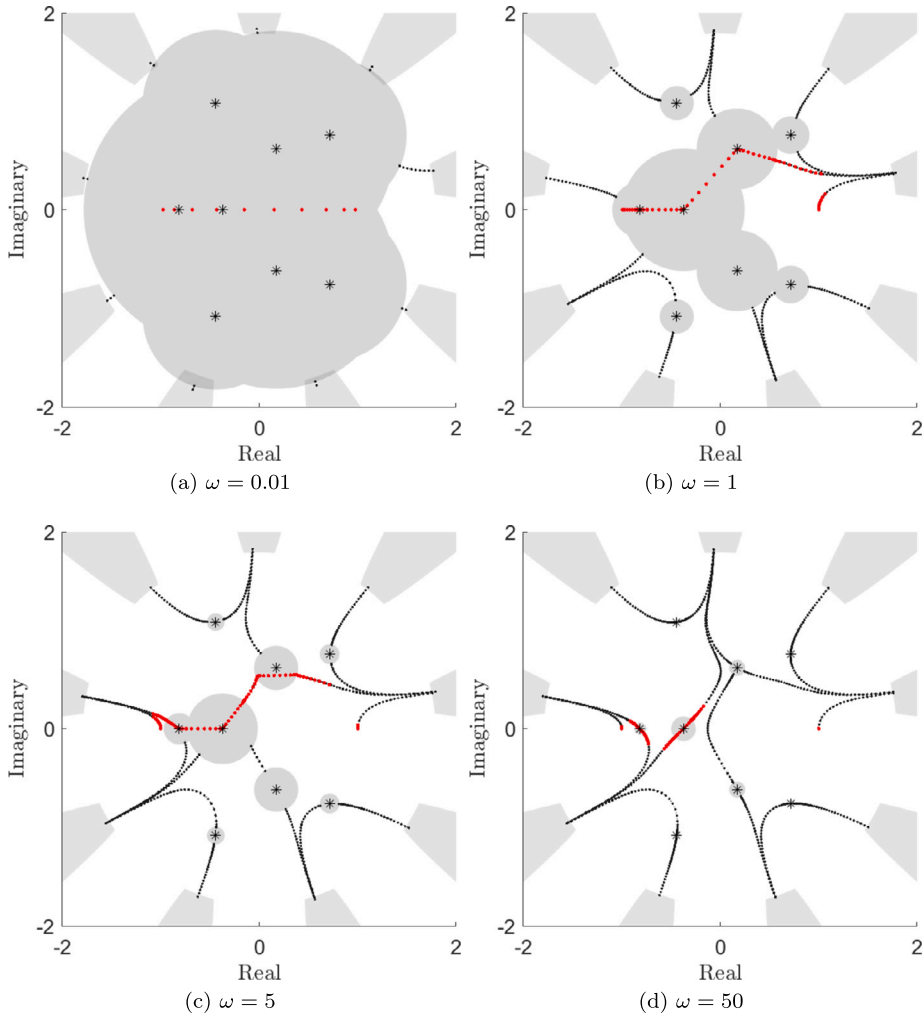 2
Imaginary
0
-2
-2
0
2
Real
(a) ω = 0.01
2
Imaginary
0
-2
-2
0
2
Real
(b) ω = 1
2
Imaginary
0
-2
-2
0
2
Real
(c) ω = 5
2
Imaginary
0
-2
-2
0
2
Real
(d) ω = 50